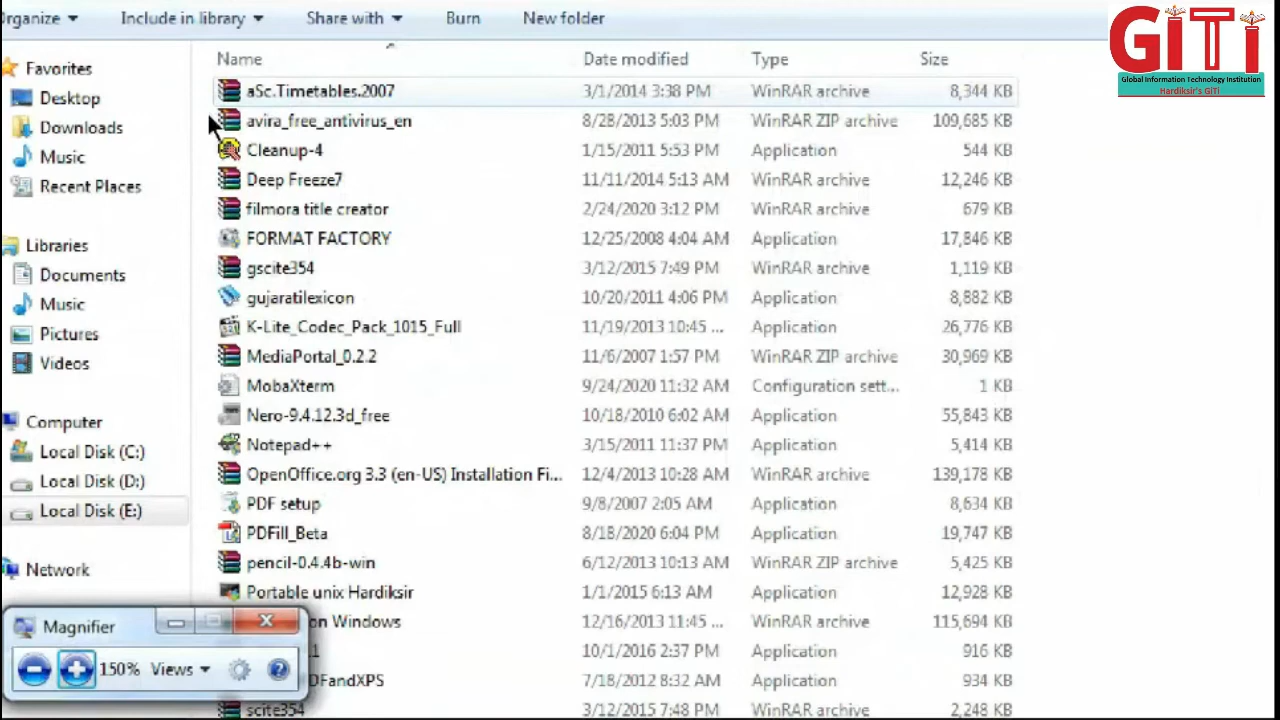 rganize Include in library Share with Burn New folder
GiTi
Global Information Technology Institution
Hardiksir's GiTi
Name Date modified Type Size
Favorites
Desktop
Downloads
Music
Recent Places
Libraries
Documents
Music
Pictures
Videos
Computer
Local Disk (C:)
Local Disk (D:)
Local Disk (E:)
Network
aSc.Timetables.2007 3/1/2014 3:38 PM WinRAR archive 8,344 KB
avira_free_antivirus_en 8/28/2013 3:03 PM WinRAR ZIP archive 109,685 KB
Cleanup-4 1/15/2011 5:53 PM Application 544 KB
Deep Freeze7 11/11/2014 5:13 AM WinRAR archive 12,246 KB
filmora title creator 2/24/2020 3:12 PM WinRAR archive 679 KB
FORMAT FACTORY 12/25/2008 4:04 AM Application 17,846 KB
gscite354 3/12/2015 7:49 PM WinRAR archive 1,119 KB
gujaratilexicon 10/20/2011 4:06 PM Application 8,882 KB
K-Lite_Codec_Pack_1015_Full 11/19/2013 10:45 ... Application 26,776 KB
MediaPortal_0.2.2 11/6/2007 1:57 PM WinRAR ZIP archive 30,969 KB
MobaXterm 9/24/2020 11:32 AM Configuration sett... 1 KB
Nero-9.4.12.3d_free 10/18/2010 6:02 AM Application 55,843 KB
Notepad++ 3/15/2011 11:37 PM Application 5,414 KB
OpenOffice.org 3.3 (en-US) Installation Fi... 12/4/2013 10:28 AM WinRAR archive 139,178 KB
PDF setup 9/8/2007 2:05 AM Application 8,634 KB
PDFill_Beta 8/18/2020 6:04 PM Application 19,747 KB
pencil-0.4.4b-win 6/12/2013 10:13 AM WinRAR ZIP archive 5,425 KB
Portable unix Hardiksir 1/1/2015 6:13 AM Application 12,928 KB
on Windows 12/16/2013 11:45 ... WinRAR archive 115,694 KB
.1 10/1/2016 2:37 PM Application 916 KB
DFandXPS 7/18/2012 8:32 AM Application 934 KB
scite354 3/12/2015 7:48 PM WinRAR archive 2,248 KB
Magnifier
150% Views